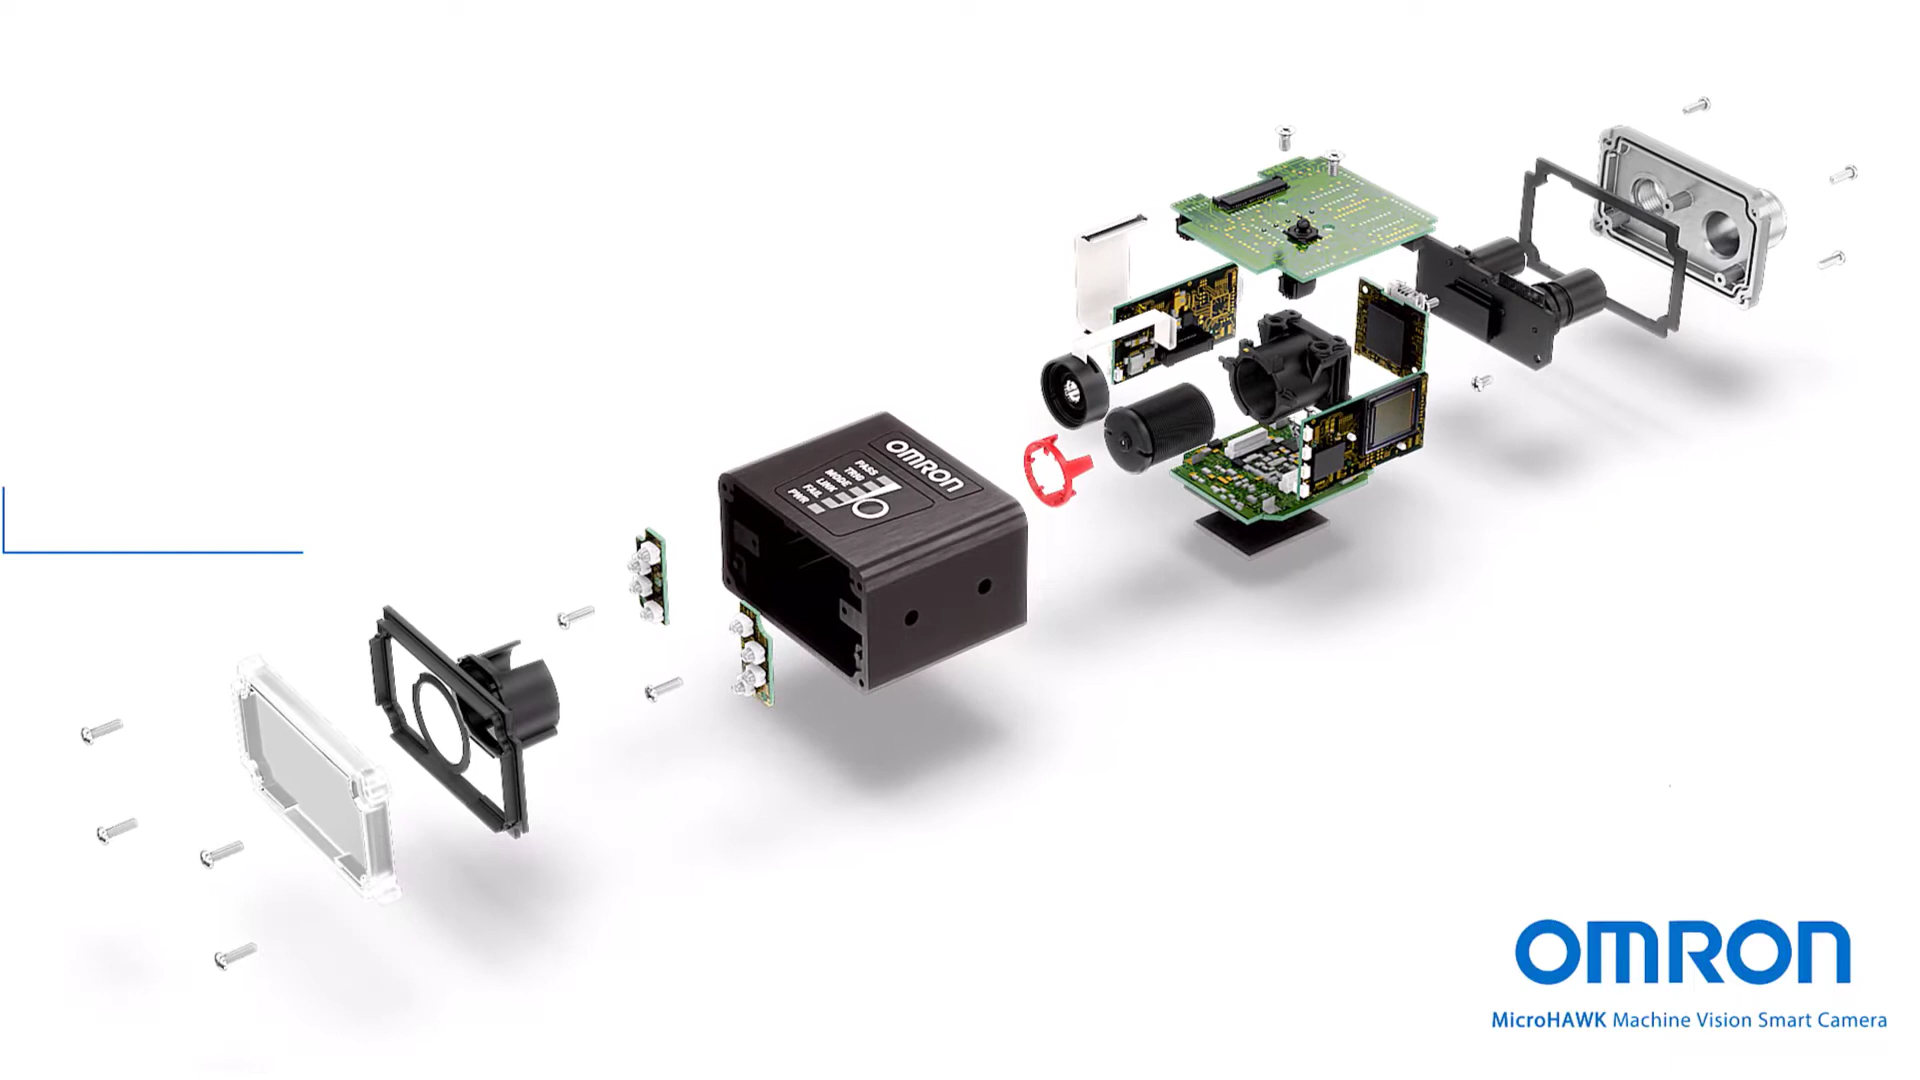 OMRON
PASS
TRIG
MODE
LINK
FAIL
PWR
OMRON
MicroHAWK Machine Vision Smart Camera